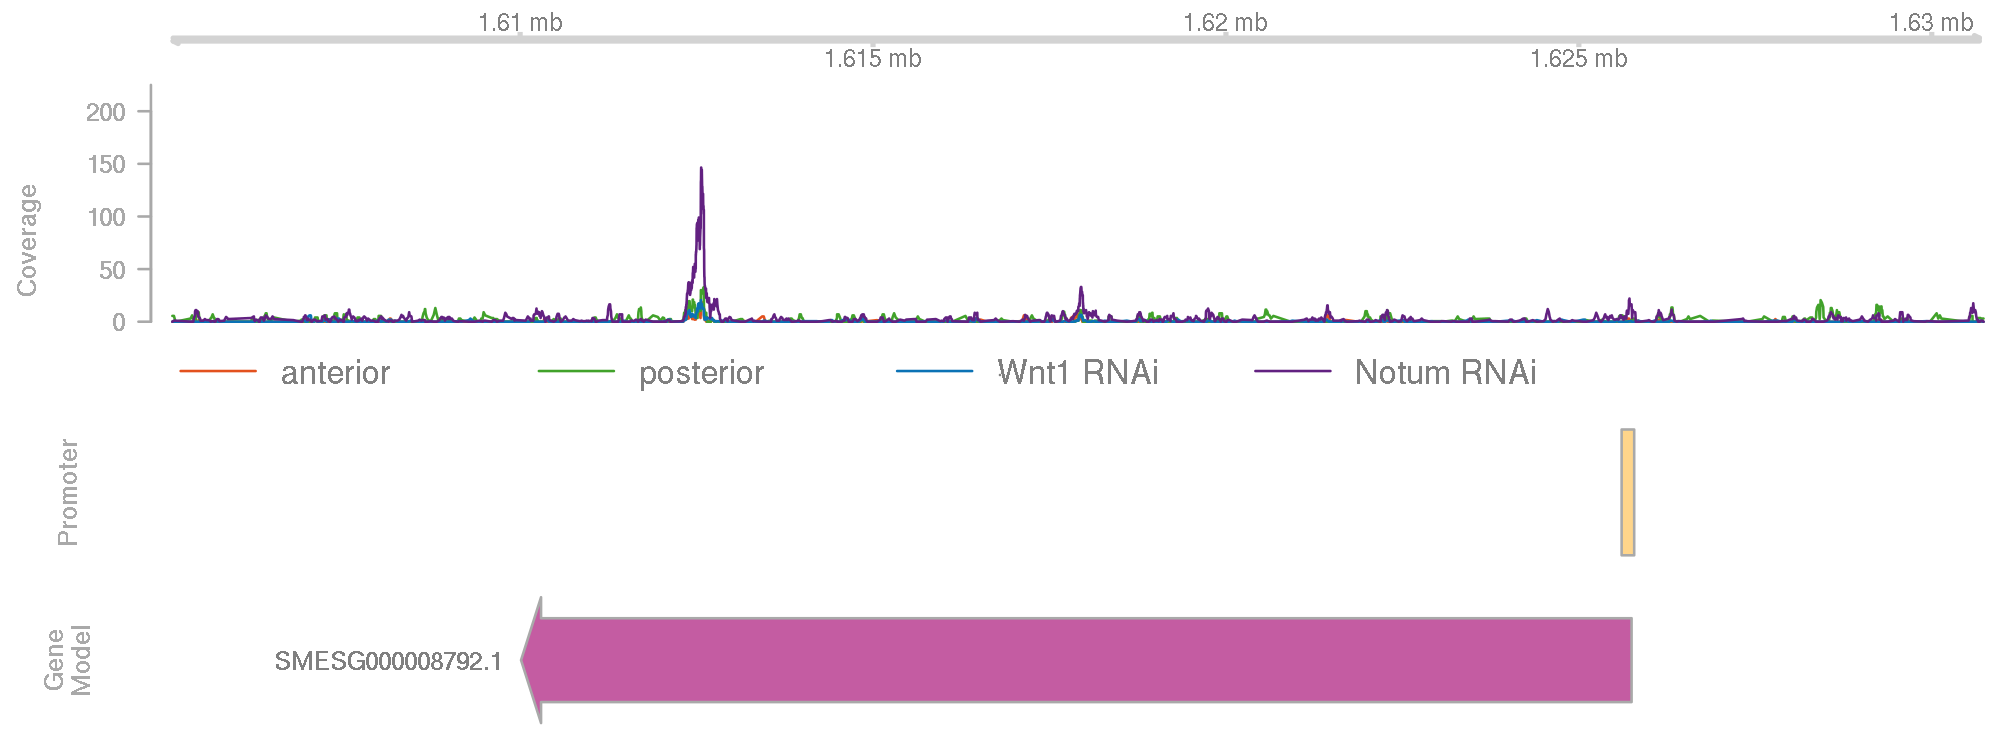 1.61 mb
1.62 mb
1.63 mb
1.615 mb
1.625 mb
Coverage
200
150
100
50
0
anterior posterior Wnt1 RNAi Notum RNAi
Promoter
Gene
Model
SMESG000008792.1